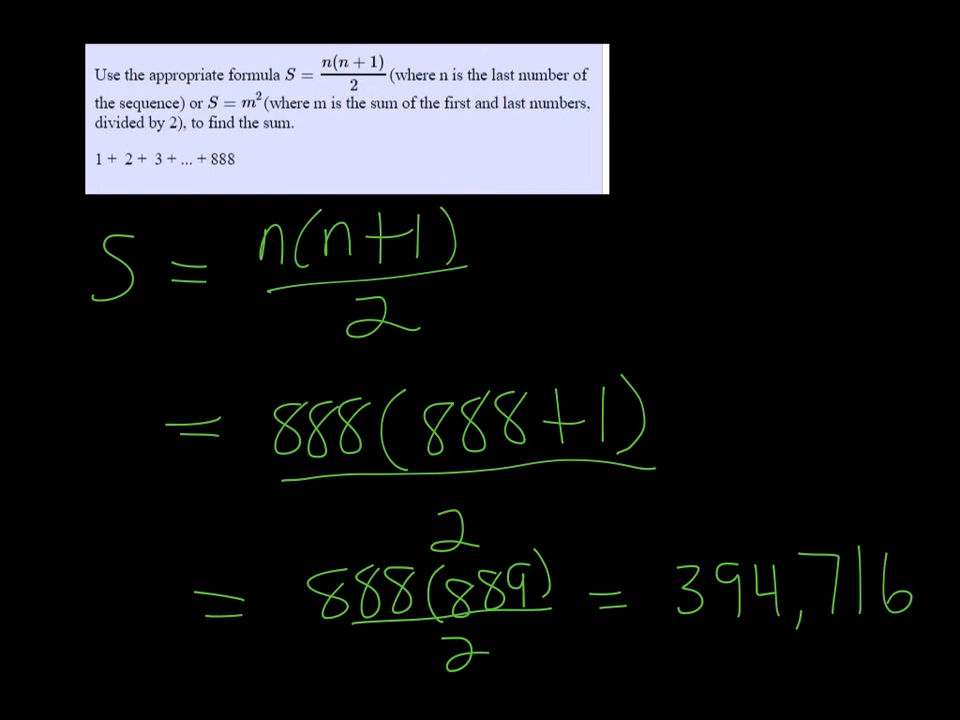 Use the appropriate formula S = n(n + 1)/2 (where n is the last number of
the sequence) or S = m² (where m is the sum of the first and last numbers,
divided by 2), to find the sum.
1 + 2 + 3 + ... + 888
S = n(n+1)/2
= 888(888+1)/2
= 888(889)/2 = 394,716